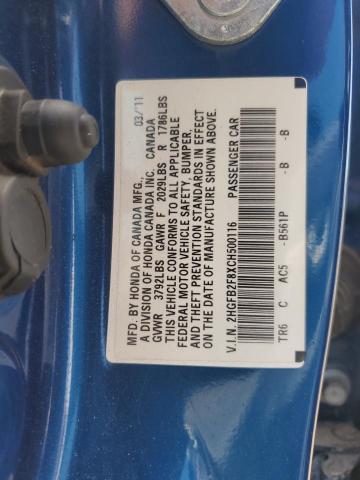 MFD. BY HONDA OF CANADA MFG., 03/11
A DIVISION OF HONDA CANADA INC. CANADA
GVWR 3792LBS GAWR F 2029LBS R 1786LBS
THIS VEHICLE CONFORMS TO ALL APPLICABLE
FEDERAL MOTOR VEHICLE SAFETY, BUMPER,
AND THEFT PREVENTION STANDARDS IN EFFECT
ON THE DATE OF MANUFACTURE SHOWN ABOVE.
V.I.N. 2HGFB2F8XCH500116 PASSENGER CAR
TR6 C AC5 -B561P -B -B